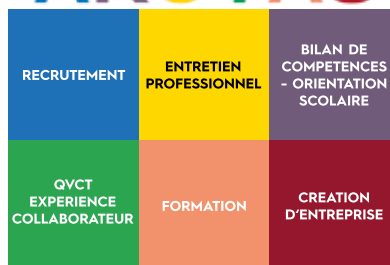 RECRUTEMENT
ENTRETIEN
PROFESSIONNEL
BILAN DE
COMPETENCES
- ORIENTATION
SCOLAIRE
QVCT
EXPERIENCE
COLLABORATEUR
FORMATION
CREATION
D'ENTREPRISE